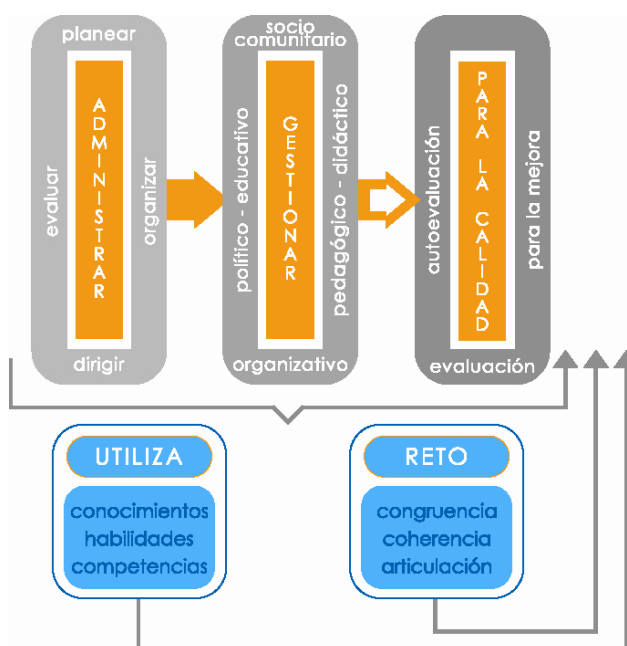 planear
ADMINISTRAR
evaluar
organizar
dirigir
socio
comunitario
GESTIONAR
político - educativo
pedagógico - didáctico
organizativo
PARA LA CALIDAD
autoevaluación
para la mejora
evaluación
UTILIZA
conocimientos
habilidades
competencias
RETO
congruencia
coherencia
articulación